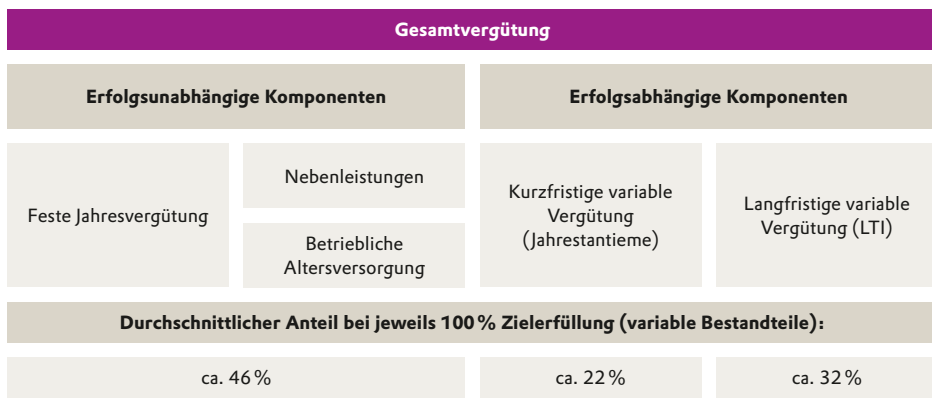 Gesamtvergütung
Erfolgsunabhängige Komponenten
Erfolgsabhängige Komponenten
Feste Jahresvergütung
Nebenleistungen
Betriebliche
Altersversorgung
Kurzfristige variable
Vergütung
(Jahrestantieme)
Langfristige variable
Vergütung (LTI)
Durchschnittlicher Anteil bei jeweils 100 % Zielerfüllung (variable Bestandteile):
ca. 46 %
ca. 22 %
ca. 32 %